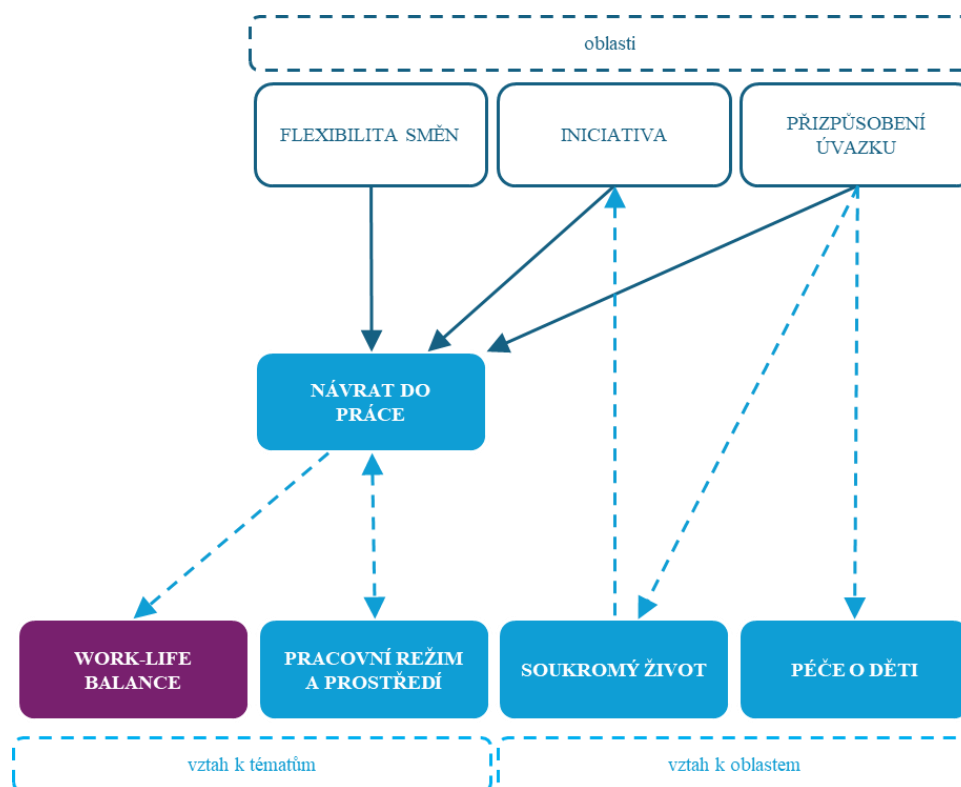 oblasti
FLEXIBILITA SMĚN
INICIATIVA
PŘIZPŮSOBENÍ
ÚVAZKU
NÁVRAT DO
PRÁCE
WORK-LIFE
BALANCE
PRACOVNÍ REŽIM
A PROSTŘEDÍ
SOUKROMÝ ŽIVOT
PÉČE O DĚTI
vztah k tématům
vztah k oblastem